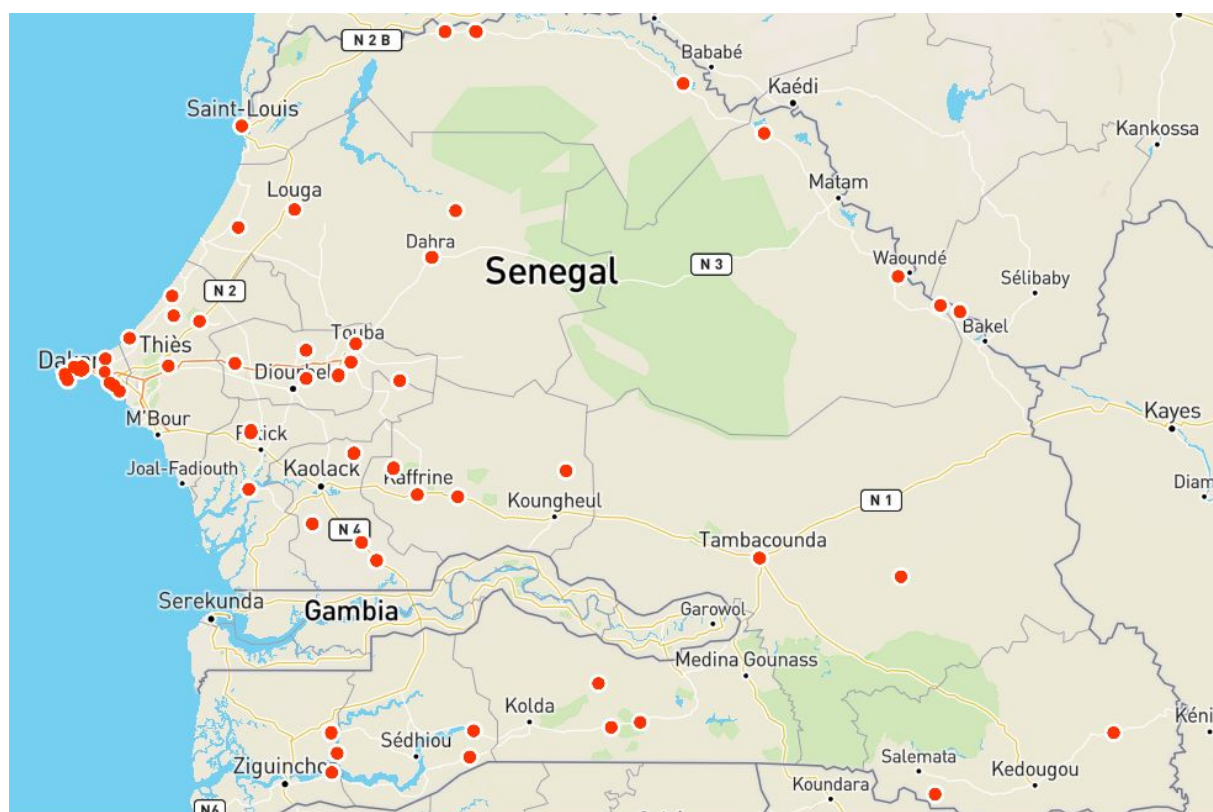 N 2 B
Bababé
Kaédi
Saint-Louis
Kankossa
Louga
Matam
Dahra
Senegal
N 3
Waoundé
Sélibaby
N 2
Bakel
Touba
Thiès
Diourbel
Kayes
M'Bour
Joal-Fadiouth
Kaolack
Kaffrine
Koungheul
N 1
N 4
Tambacounda
Serekunda
Gambia
Garowol
Medina Gounass
Kolda
Sédhiou
Salemata
Kedougou
Koundara
N6